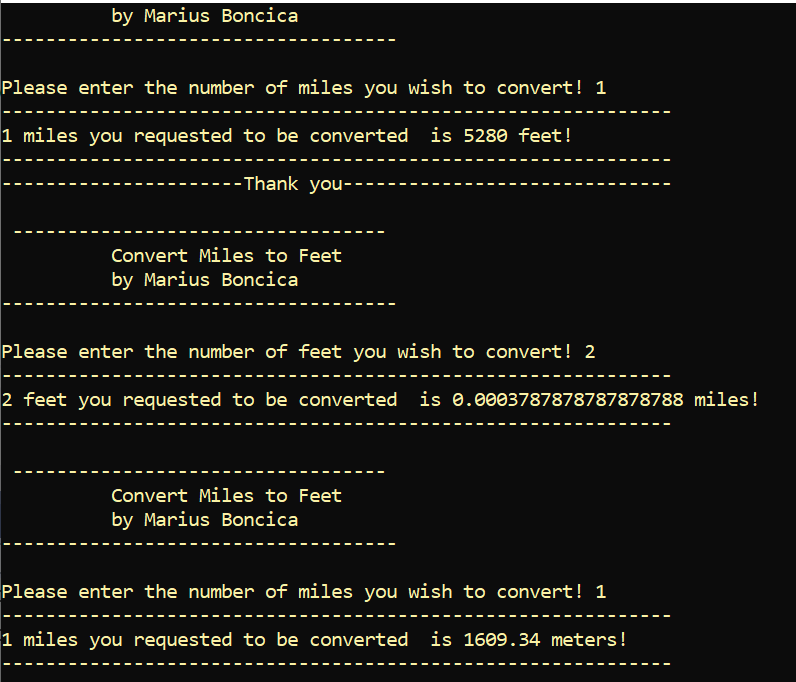 by Marius Boncica
------------------------------------
Please enter the number of miles you wish to convert! 1
-------------------------------------------------------------
1 miles you requested to be converted  is 5280 feet!
-------------------------------------------------------------
----------------------Thank you------------------------------
----------------------------------
Convert Miles to Feet
by Marius Boncica
------------------------------------
Please enter the number of feet you wish to convert! 2
-------------------------------------------------------------
2 feet you requested to be converted  is 0.0003787878787878788 miles!
-------------------------------------------------------------
----------------------------------
Convert Miles to Feet
by Marius Boncica
------------------------------------
Please enter the number of miles you wish to convert! 1
-------------------------------------------------------------
1 miles you requested to be converted  is 1609.34 meters!
-------------------------------------------------------------